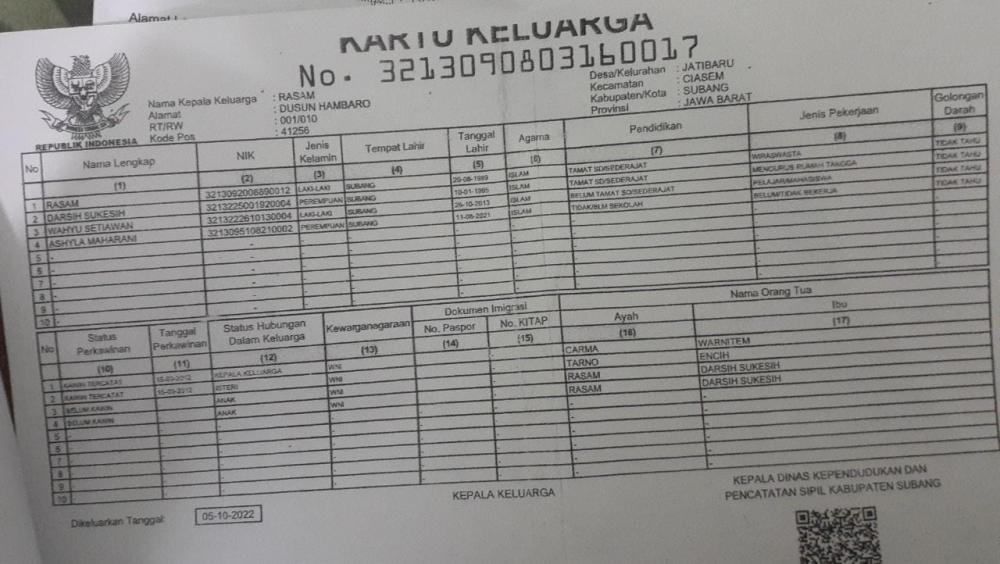 Alamat
KARTU KELUARGA
No. 3213090803160017
REPUBLIK INDONESIA
Nama Kepala Keluarga : RASAM
Alamat : DUSUN HAMBARO
RT/RW : 001/010
Kode Pos : 41256
Desa/Kelurahan : JATIBARU
Kecamatan : CIASEM
Kabupaten/Kota : SUBANG
Provinsi : JAWA BARAT
No Nama Lengkap NIK Jenis Kelamin Tempat Lahir Tanggal Lahir Agama Pendidikan Jenis Pekerjaan Golongan Darah
(1) (2) (3) (4) (5) (6) (7) (8) (9)
1 RASAM 3213092006890012 LAKI-LAKI SUBANG 20-06-1989 ISLAM TAMAT SD/SEDERAJAT WIRASWASTA TIDAK TAHU
2 DARSIH SUKESIH 3213225001920004 PEREMPUAN SUBANG ISLAM TAMAT SD/SEDERAJAT MENGURUS RUMAH TANGGA TIDAK TAHU
3 WAHYU SETIAWAN 3213222610130004 LAKI-LAKI SUBANG 26-10-2013 ISLAM BELUM TAMAT SD/SEDERAJAT PELAJAR/MAHASISWA TIDAK TAHU
4 ASHYLA MAHARANI 3213095108210002 PEREMPUAN SUBANG 11-08-2021 ISLAM TIDAK/BLM SEKOLAH BELUM/TIDAK BEKERJA TIDAK TAHU
5 - - - - - - - - -
6 - - - - - - - - -
7 - - - - - - - - -
8 - - - - - - - - -
9 - - - - - - - - -
10 - - - - - - - - -
No Status Perkawinan Tanggal Perkawinan Status Hubungan Dalam Keluarga Kewarganegaraan Dokumen Imigrasi Nama Orang Tua
No. Paspor No. KITAP Ayah Ibu
(10) (11) (12) (13) (14) (15) (16) (17)
1 KAWIN TERCATAT 15-03-2012 KEPALA KELUARGA WNI - - CARMA WARNITEM
2 KAWIN TERCATAT 15-03-2012 ISTERI WNI - - TARNO ENCIH
3 BELUM KAWIN ANAK WNI - - RASAM DARSIH SUKESIH
4 BELUM KAWIN ANAK WNI - - RASAM DARSIH SUKESIH
5 - - - - - - - -
6 - - - - - - - -
7 - - - - - - - -
8 - - - - - - - -
9 - - - - - - - -
10 - - - - - - - -
Dikeluarkan Tanggal: 05-10-2022
KEPALA KELUARGA
KEPALA DINAS KEPENDUDUKAN DAN
PENCATATAN SIPIL KABUPATEN SUBANG